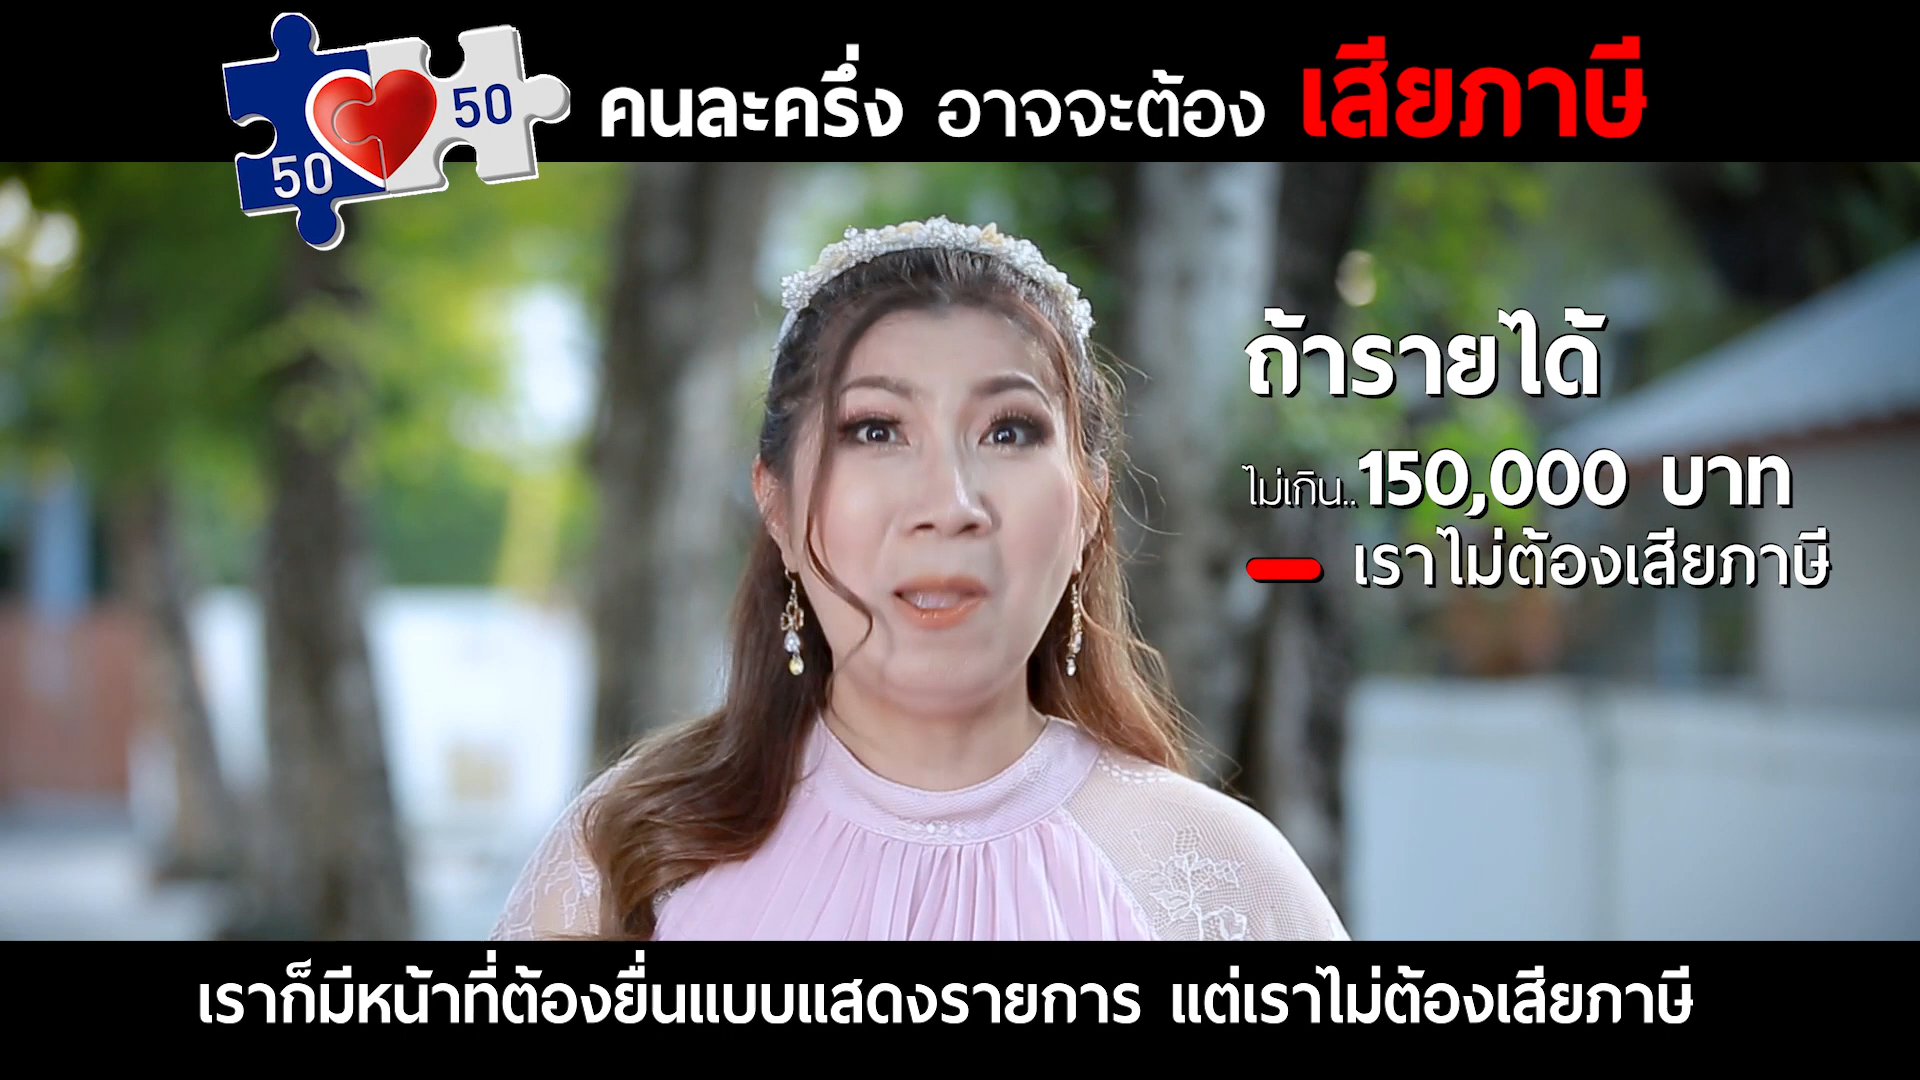 50
50
คนละครึ่ง อาจจะต้อง เสียภาษี
ถ้ารายได้
ไม่เกิน..150,000 บาท
เราไม่ต้องเสียภาษี
เราก็มีหน้าที่ต้องยื่นแบบแสดงรายการ แต่เราไม่ต้องเสียภาษี